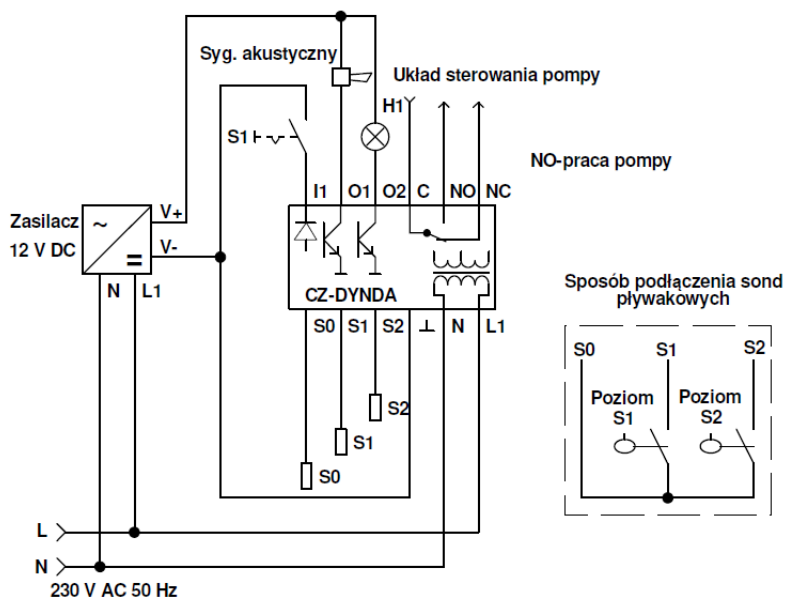 Syg. akustyczny
Układ sterowania pompy
H1
S1
NO-praca pompy
I1 O1 O2 C NO NC
Zasilacz
12 V DC
~
=
V+
V-
N L1
CZ-DYNDA
S0 S1 S2 ⊥ N L1
S2
S1
S0
Sposób podłączenia sond
pływakowych
S0 S1 S2
Poziom
S1
Poziom
S2
L
N
230 V AC 50 Hz